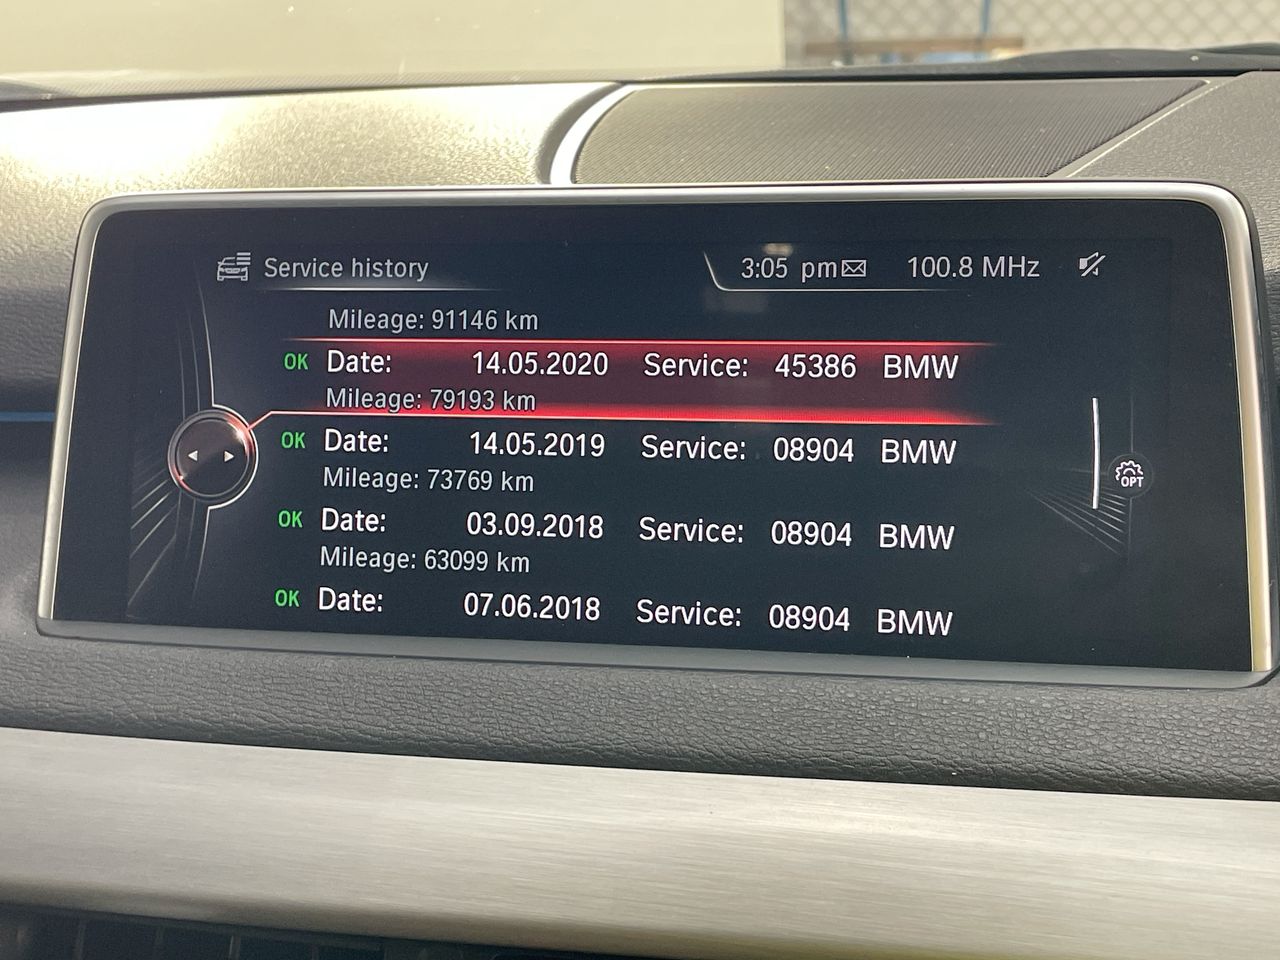 Service history 3:05 pm 100.8 MHz
Mileage: 91146 km
OK Date: 14.05.2020 Service: 45386 BMW
Mileage: 79193 km
OK Date: 14.05.2019 Service: 08904 BMW
Mileage: 73769 km
OK Date: 03.09.2018 Service: 08904 BMW
Mileage: 63099 km
OK Date: 07.06.2018 Service: 08904 BMW
OPT